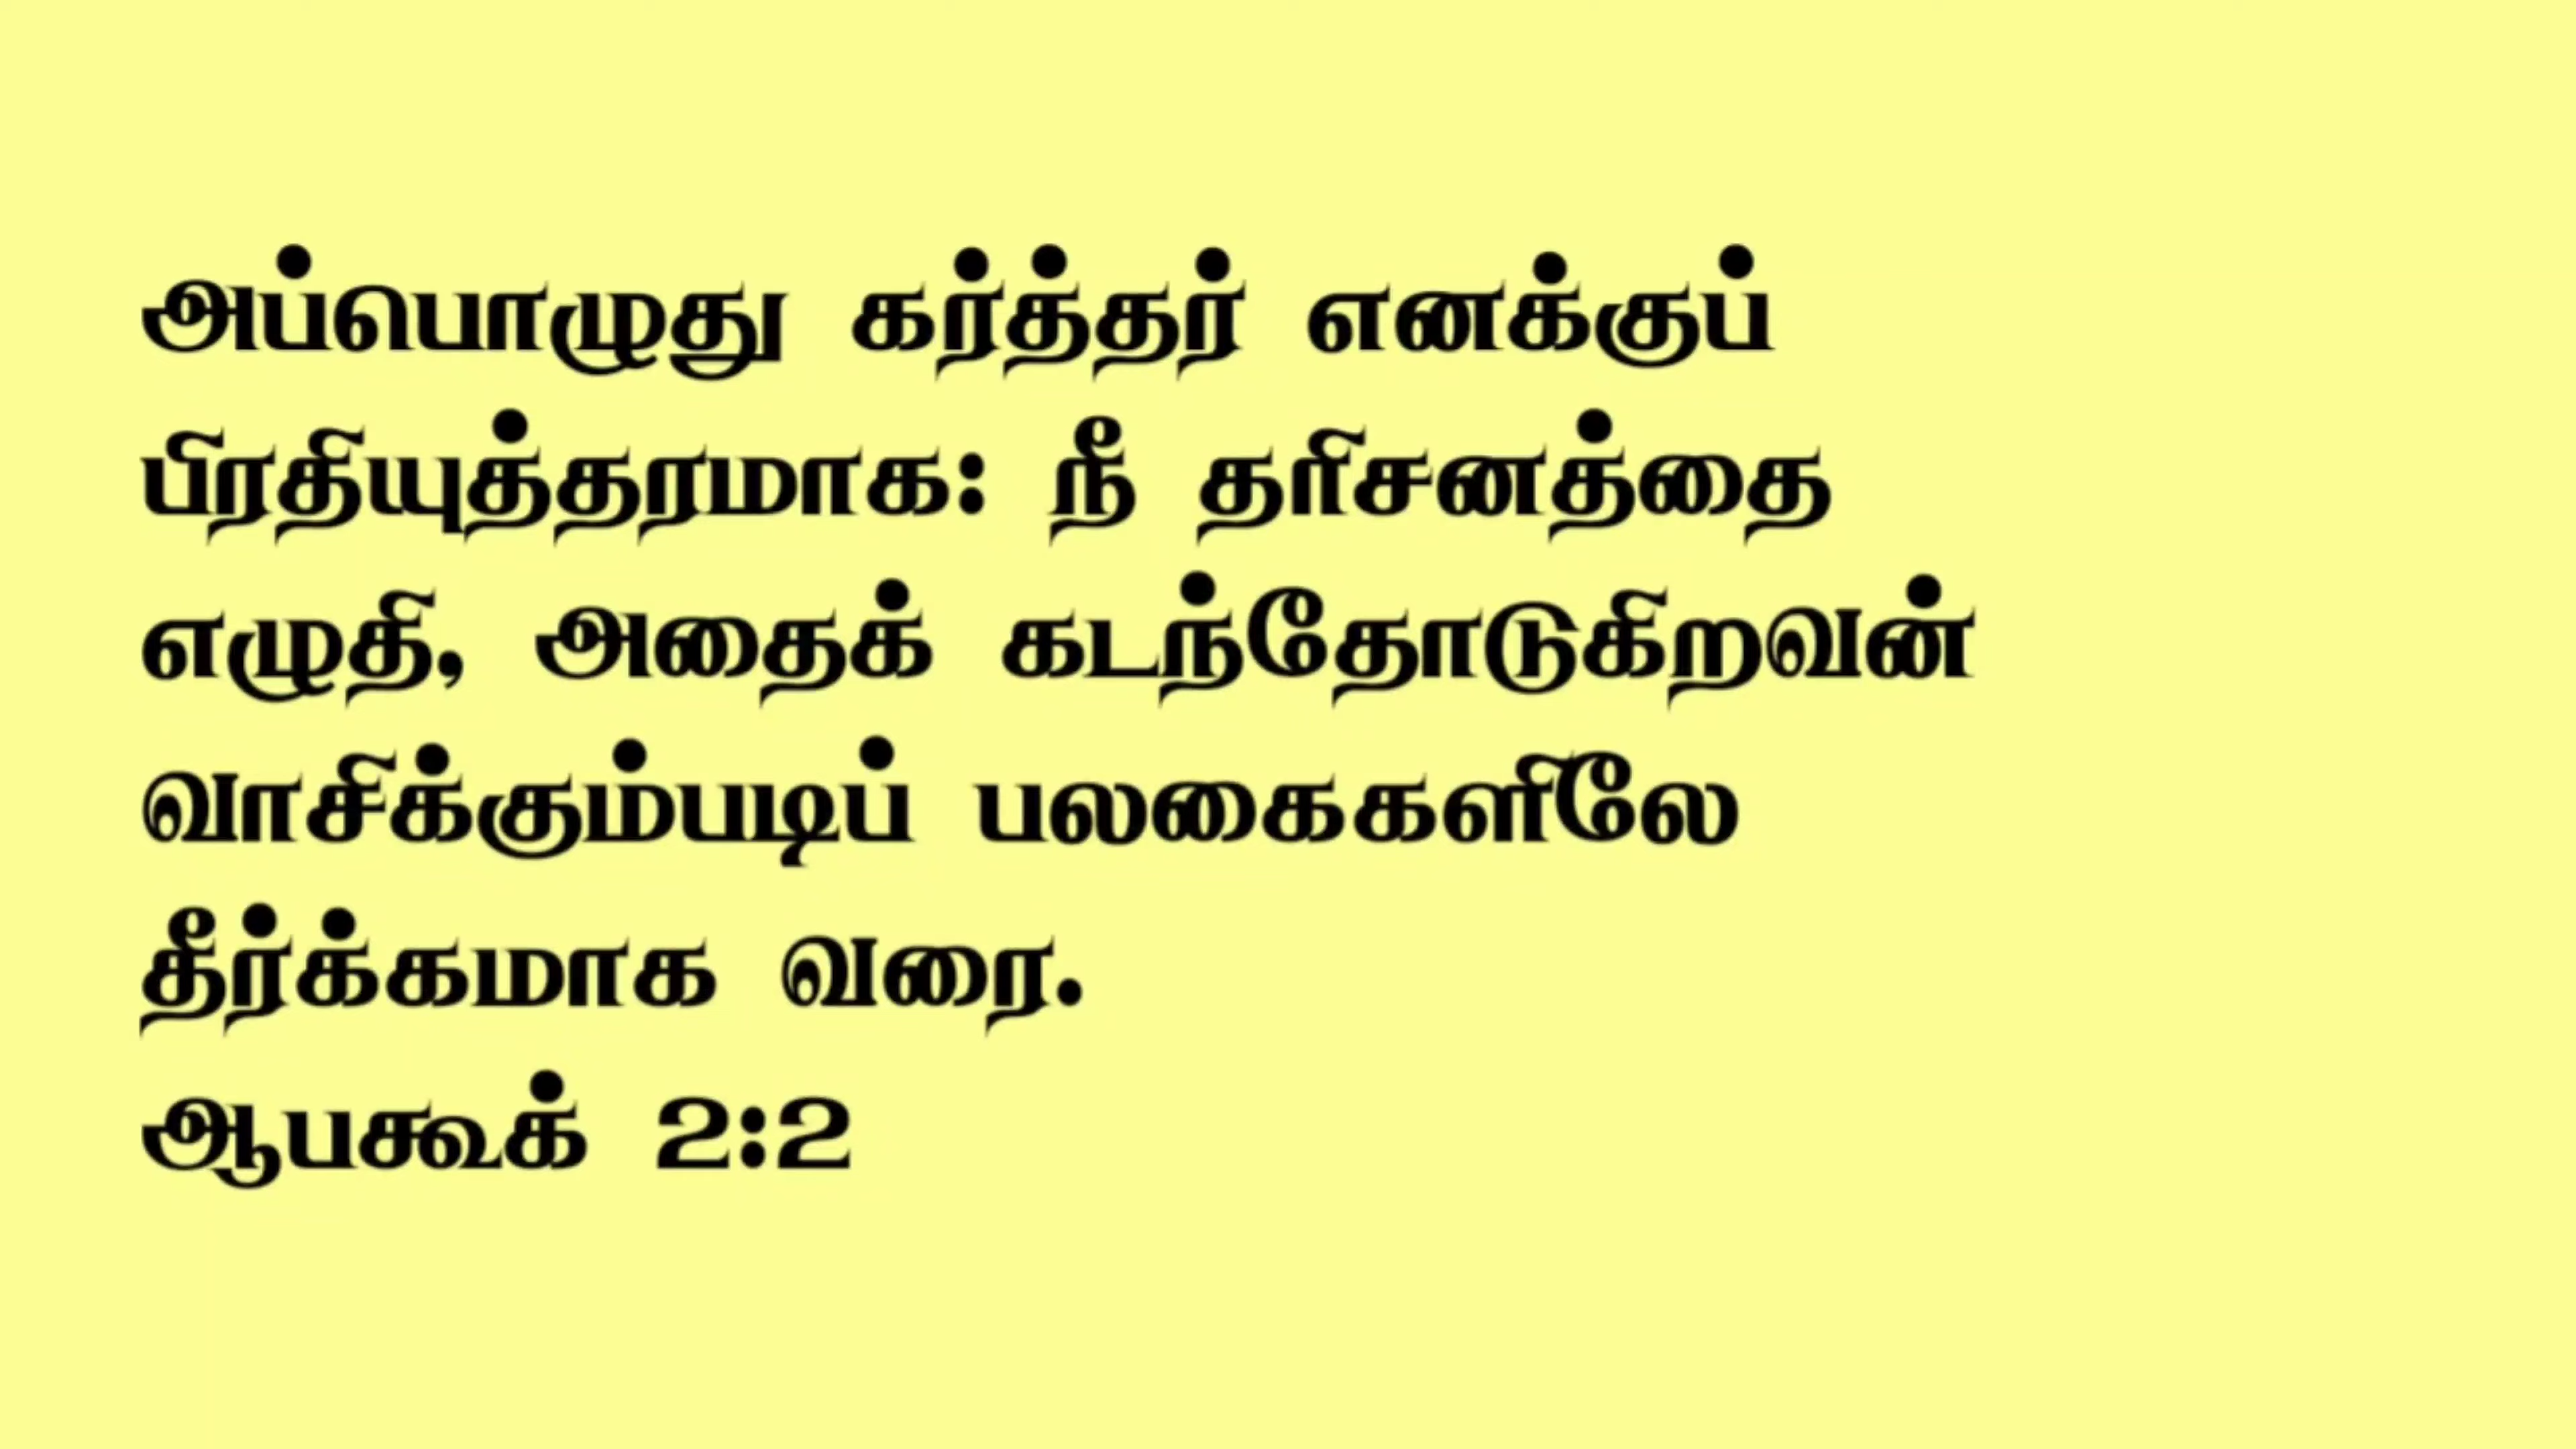 அப்பொழுது கர்த்தர் எனக்குப்
பிரதியுத்தரமாக: நீ தரிசனத்தை
எழுதி, அதைக் கடந்தோடுகிறவன்
வாசிக்கும்படிப் பலகைகளிலே
தீர்க்கமாக வரை.
ஆபகூக் 2:2